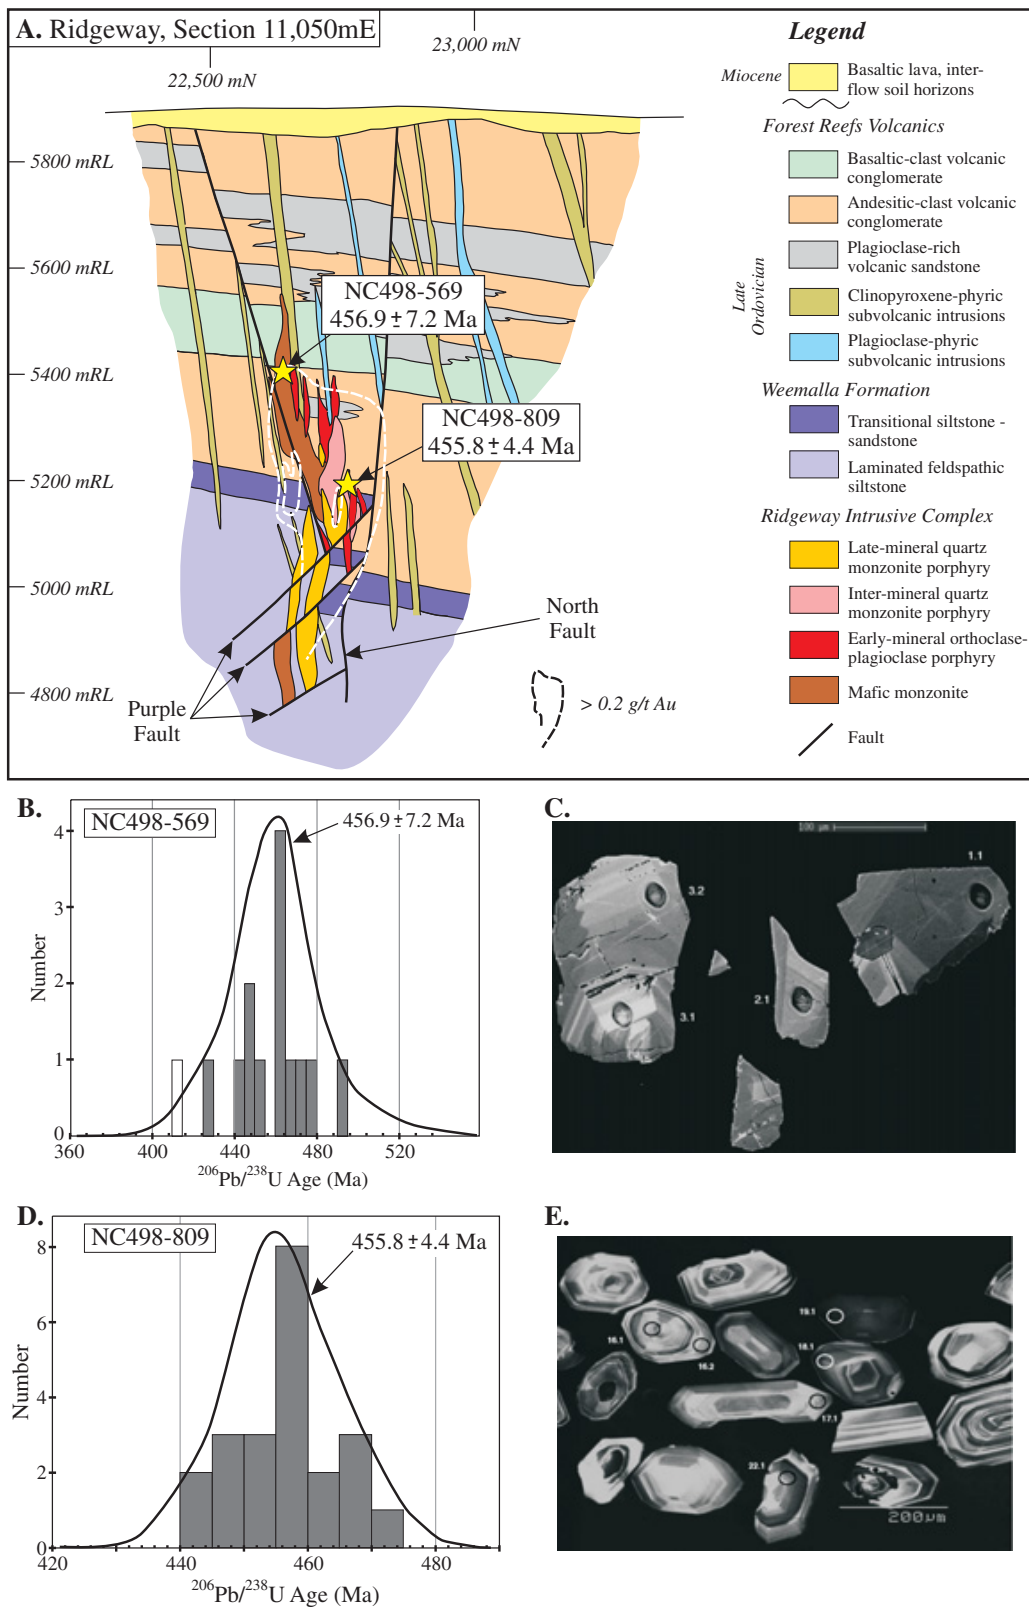 A. Ridgeway, Section 11,050mE
22,500 mN
23,000 mN
5800 mRL
5600 mRL
5400 mRL
5200 mRL
5000 mRL
4800 mRL
NC498-569
456.9 ± 7.2 Ma
NC498-809
455.8 ± 4.4 Ma
North
Fault
Purple
Fault
> 0.2 g/t Au
Legend
Miocene
Basaltic lava, inter-
flow soil horizons
Forest Reefs Volcanics
Late
Ordovician
Basaltic-clast volcanic
conglomerate
Andesitic-clast volcanic
conglomerate
Plagioclase-rich
volcanic sandstone
Clinopyroxene-phyric
subvolcanic intrusions
Plagioclase-phyric
subvolcanic intrusions
Weemalla Formation
Transitional siltstone -
sandstone
Laminated feldspathic
siltstone
Ridgeway Intrusive Complex
Late-mineral quartz
monzonite porphyry
Inter-mineral quartz
monzonite porphyry
Early-mineral orthoclase-
plagioclase porphyry
Mafic monzonite
Fault
B.
NC498-569
456.9 ± 7.2 Ma
Number
4
3
2
1
0
360 400 440 480 520
²⁰⁶Pb/²³⁸U Age (Ma)
C.
100 µm
3.2
1.1
2.1
3.1
D.
NC498-809
455.8 ± 4.4 Ma
Number
8
6
4
2
0
420 440 460 480
²⁰⁶Pb/²³⁸U Age (Ma)
E.
19.1
16.1
16.2
18.1
17.1
22.1
200µm